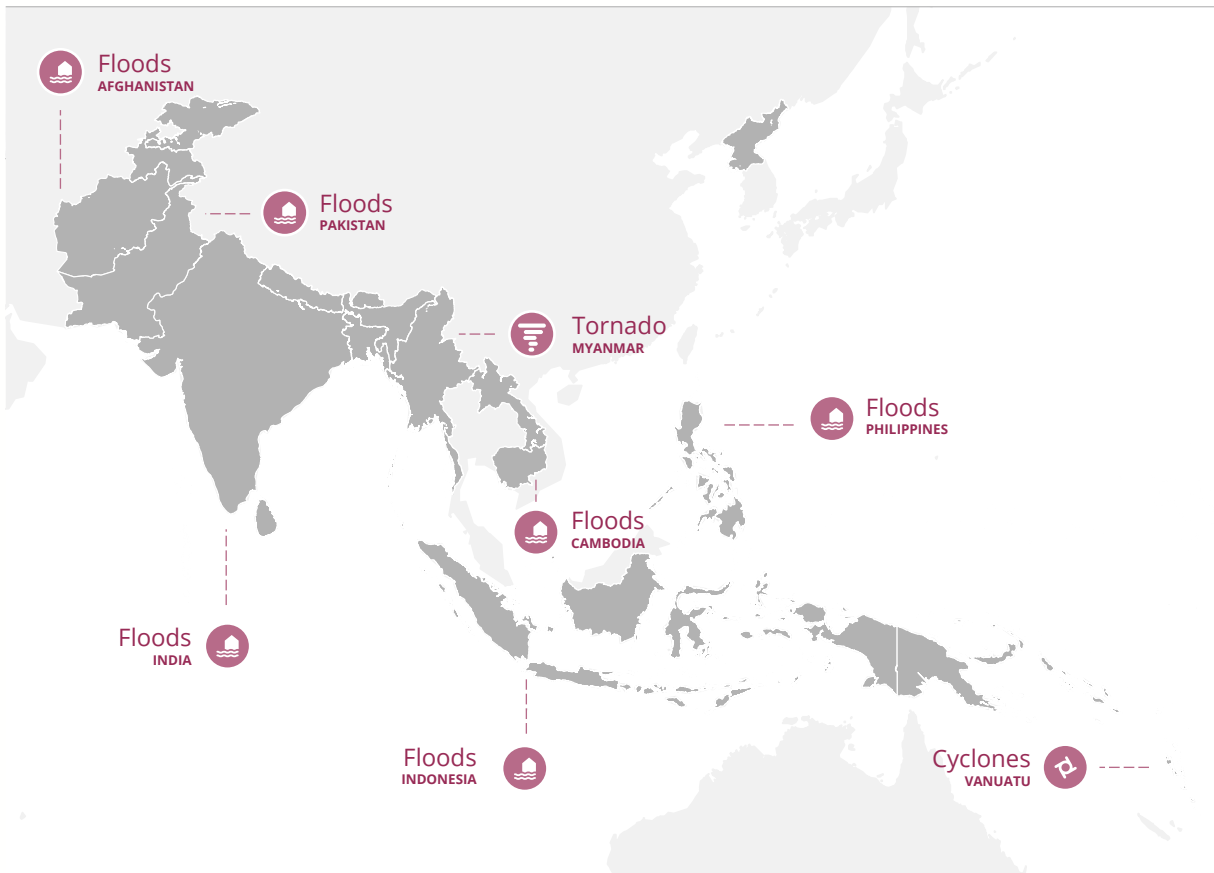 Floods
AFGHANISTAN
Floods
PAKISTAN
Tornado
MYANMAR
Floods
PHILIPPINES
Floods
CAMBODIA
Floods
INDIA
Floods
INDONESIA
Cyclones
VANUATU